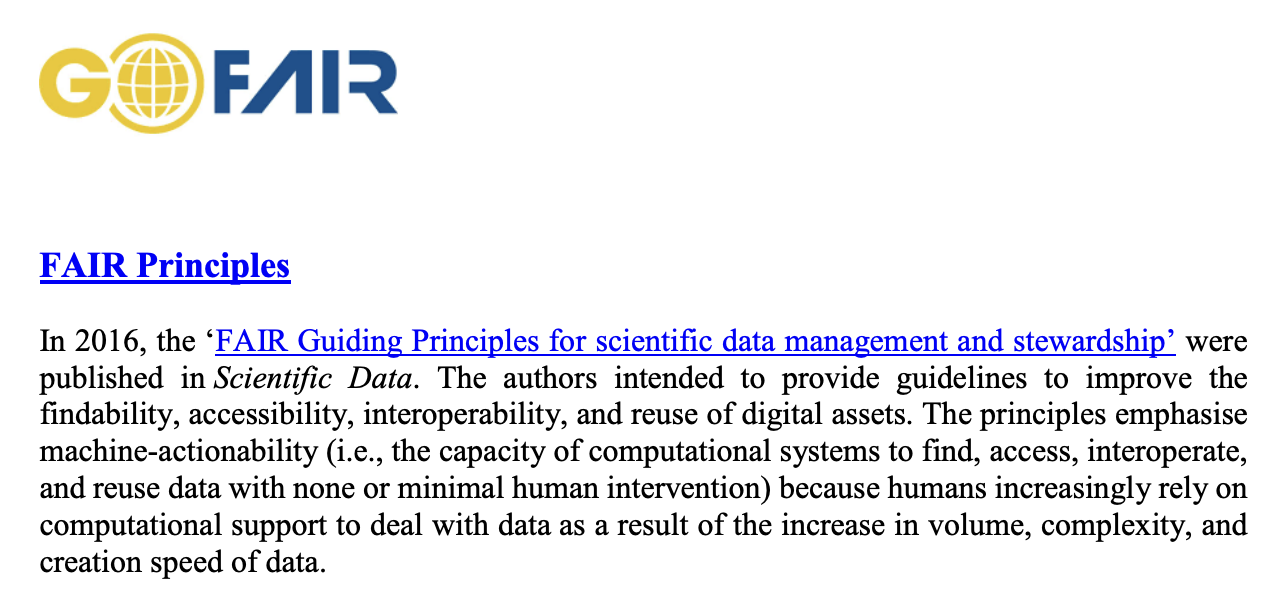 GO FAIR
FAIR Principles
In 2016, the ‘FAIR Guiding Principles for scientific data management and stewardship’ were
published in Scientific Data. The authors intended to provide guidelines to improve the
findability, accessibility, interoperability, and reuse of digital assets. The principles emphasise
machine-actionability (i.e., the capacity of computational systems to find, access, interoperate,
and reuse data with none or minimal human intervention) because humans increasingly rely on
computational support to deal with data as a result of the increase in volume, complexity, and
creation speed of data.